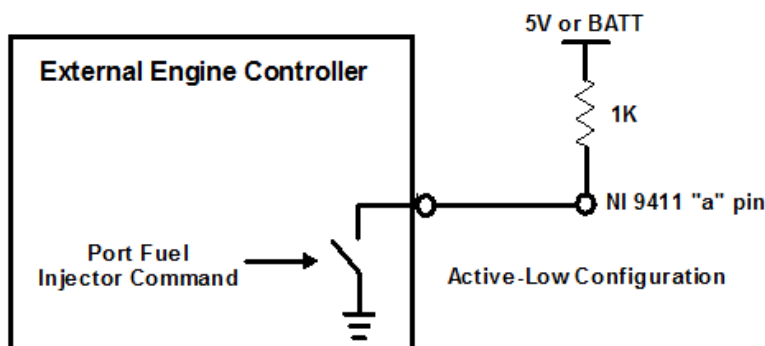 5V or BATT
External Engine Controller
1K
NI 9411 "a" pin
Port Fuel
Injector Command
Active-Low Configuration